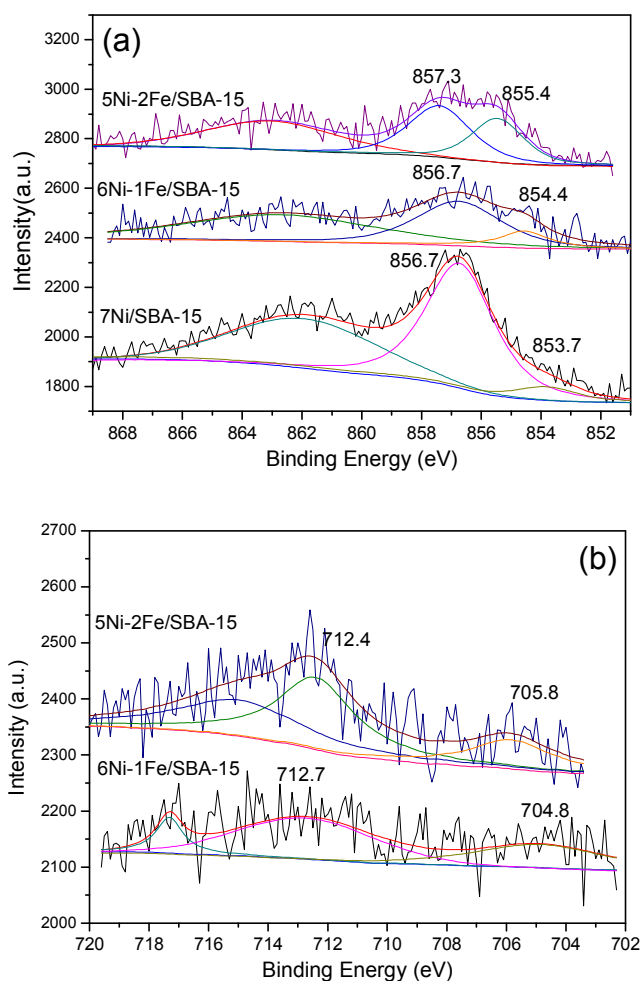 (a)
3200
3000
2800
2600
2400
2200
2000
1800
Intensity(a.u.)
5Ni-2Fe/SBA-15
857.3
855.4
6Ni-1Fe/SBA-15
856.7
854.4
7Ni/SBA-15
856.7
853.7
868 866 864 862 860 858 856 854 852
Binding Energy (eV)
(b)
2700
2600
2500
2400
2300
2200
2100
2000
Intensity (a.u.)
5Ni-2Fe/SBA-15
712.4
705.8
6Ni-1Fe/SBA-15
712.7
704.8
720 718 716 714 712 710 708 706 704 702
Binding Energy (eV)